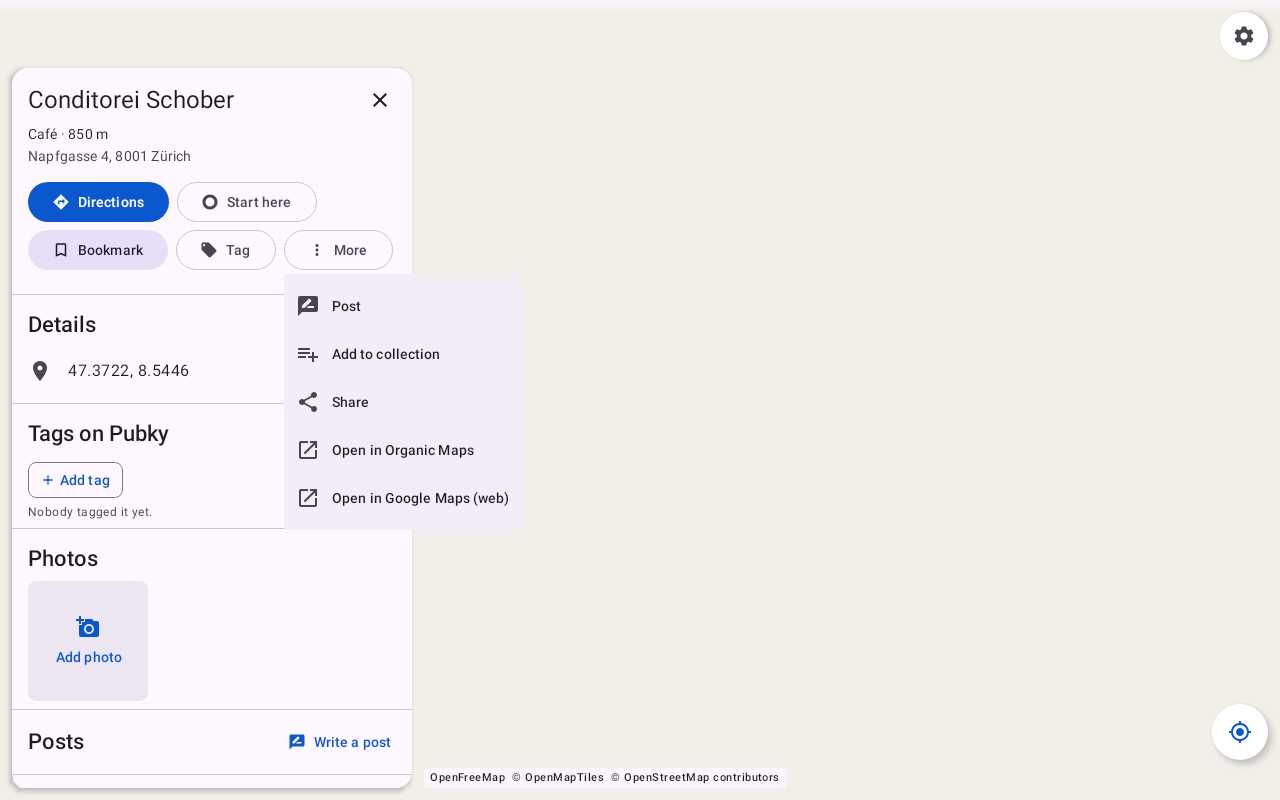 Conditorei Schober
Café · 850 m
Napfgasse 4, 8001 Zürich
Directions
Start here
Bookmark
Tag
More
Post
Add to collection
Share
Open in Organic Maps
Open in Google Maps (web)
Details
47.3722, 8.5446
Tags on Pubky
+ Add tag
Nobody tagged it yet.
Photos
Add photo
Posts
Write a post
OpenFreeMap © OpenMapTiles © OpenStreetMap contributors